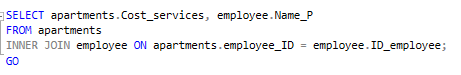 SELECT apartments.Cost_services, employee.Name_P
FROM apartments
INNER JOIN employee ON apartments.employee_ID = employee.ID_employee;
GO